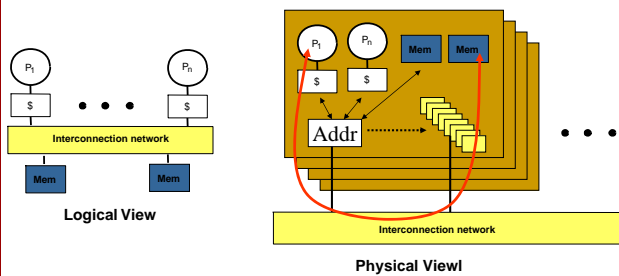 P1
Pn
$
$
Interconnection network
Mem
Mem
Logical View
P1
Pn
Mem
Mem
$
$
Addr
Interconnection network
Physical Viewl